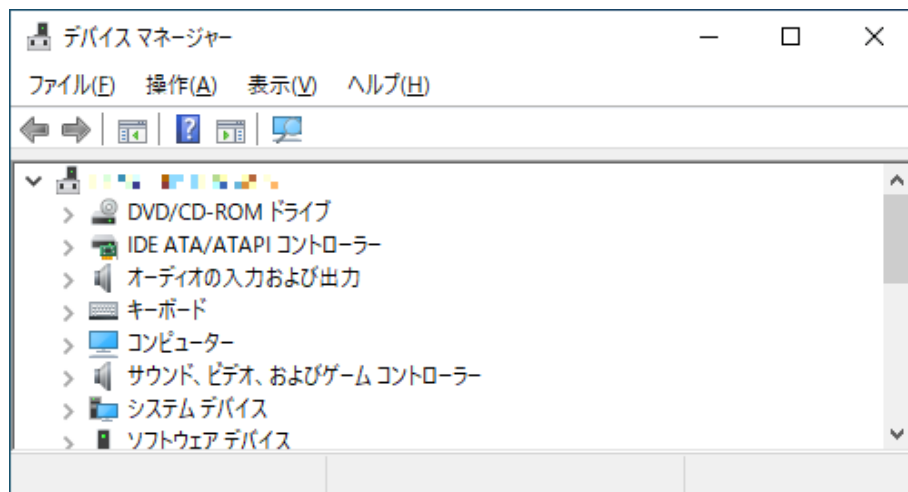 デバイス マネージャー
ファイル(F) 操作(A) 表示(V) ヘルプ(H)
DVD/CD-ROM ドライブ
IDE ATA/ATAPI コントローラー
オーディオの入力および出力
キーボード
コンピューター
サウンド、ビデオ、およびゲーム コントローラー
システム デバイス
ソフトウェア デバイス